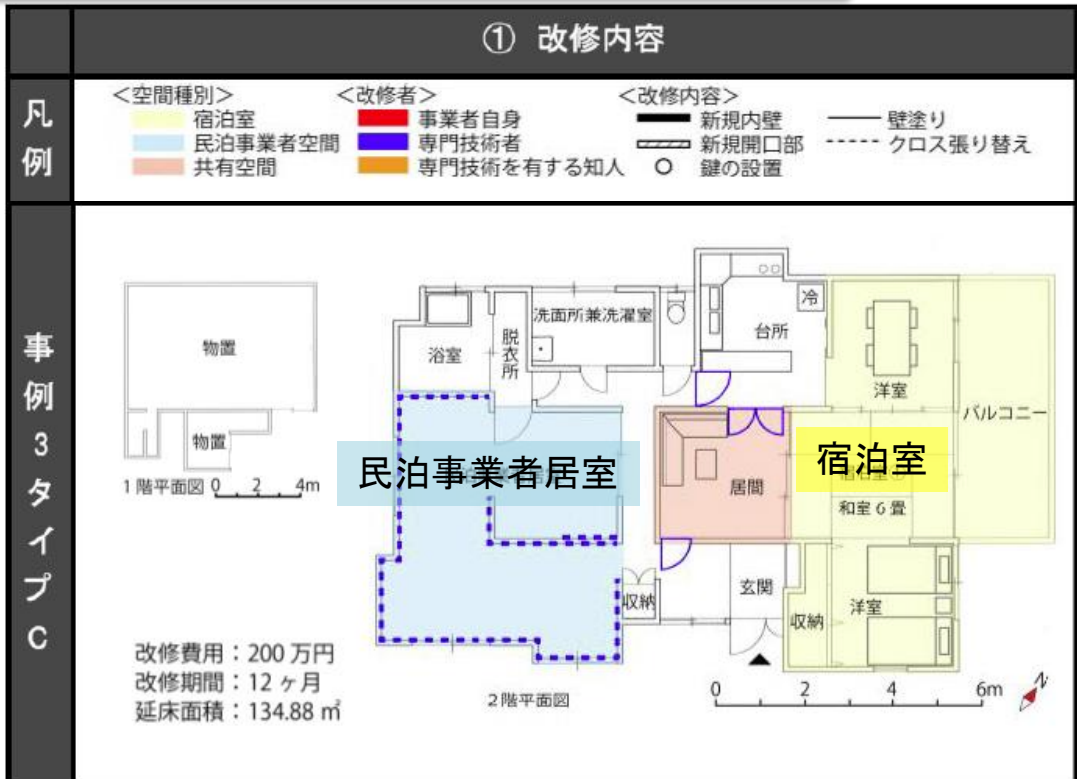 ① 改修内容
凡例
<空間種別>
宿泊室
民泊事業者空間
共有空間
<改修者>
事業者自身
専門技術者
専門技術を有する知人
<改修内容>
新規内壁
新規開口部
鍵の設置
壁塗り
クロス張り替え
事例3タイプC
物置
物置
1階平面図 0 2 4m
浴室
脱衣所
洗面所兼洗濯室
台所
冷
洋室
バルコニー
民泊事業者居室
居間
宿泊室
和室6畳
収納
玄関
収納
洋室
改修費用：200万円
改修期間：12ヶ月
延床面積：134.88㎡
2階平面図
0 2 4 6m
N